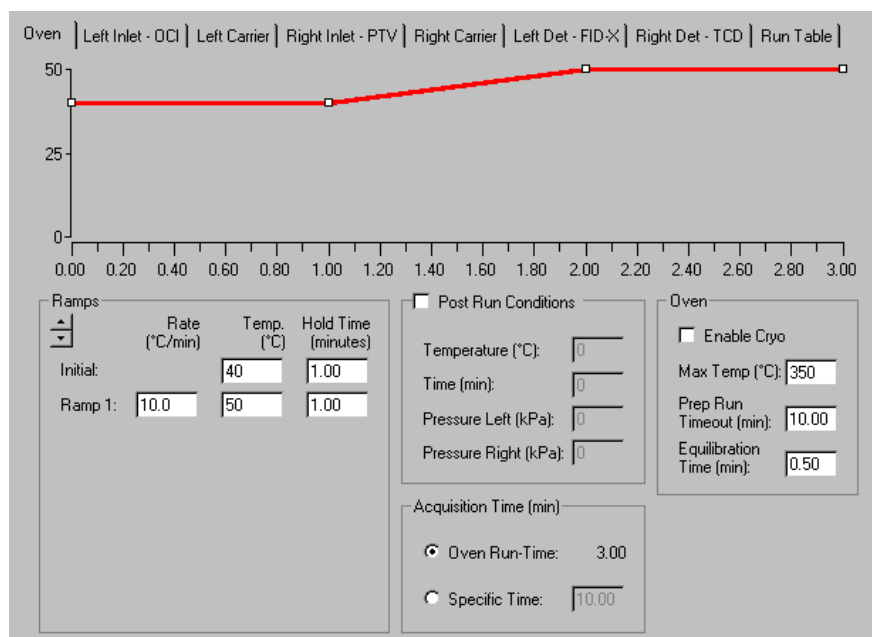 Oven Left Inlet - OCI Left Carrier Right Inlet - PTV Right Carrier Left Det - FID-X Right Det - TCD Run Table
50
25
0
0.00 0.20 0.40 0.60 0.80 1.00 1.20 1.40 1.60 1.80 2.00 2.20 2.40 2.60 2.80 3.00
Ramps
Rate (°C/min) Temp. (°C) Hold Time (minutes)
Initial: 40 1.00
Ramp 1: 10.0 50 1.00
Post Run Conditions
Temperature (°C): 0
Time (min): 0
Pressure Left (kPa): 0
Pressure Right (kPa): 0
Acquisition Time (min)
Oven Run-Time: 3.00
Specific Time: 10.00
Oven
Enable Cryo
Max Temp (°C): 350
Prep Run
Timeout (min): 10.00
Equilibration
Time (min): 0.50